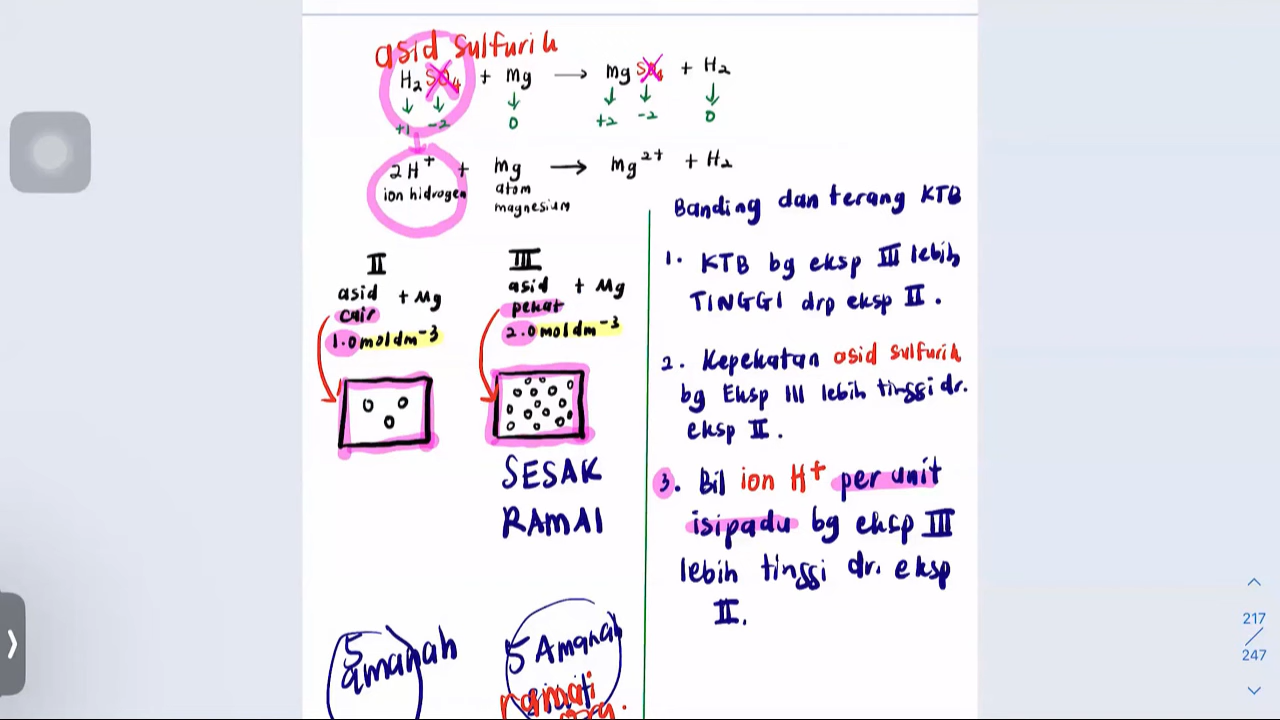 asid sulfurik
H₂SO₄ + Mg → MgSO₄ + H₂
+1 -2 0 +2 -2 0
2H⁺ + Mg → Mg²⁺ + H₂
ion hidrogen atom
magnesium
II
asid + Mg
cair
1.0 moldm⁻³
III
asid + Mg
pekat
2.0 moldm⁻³
SESAK
RAMAI
5
amanah
5 Amanah
Banding dan terang KTB
1. KTB bg eksp III lebih
TINGGI drp eksp II.
2. Kepekatan asid sulfurik
bg Eksp III lebih tinggi dr.
eksp II.
3. Bil ion H⁺ per unit
isipadu bg eksp III
lebih tinggi dr. eksp
II.
217
247